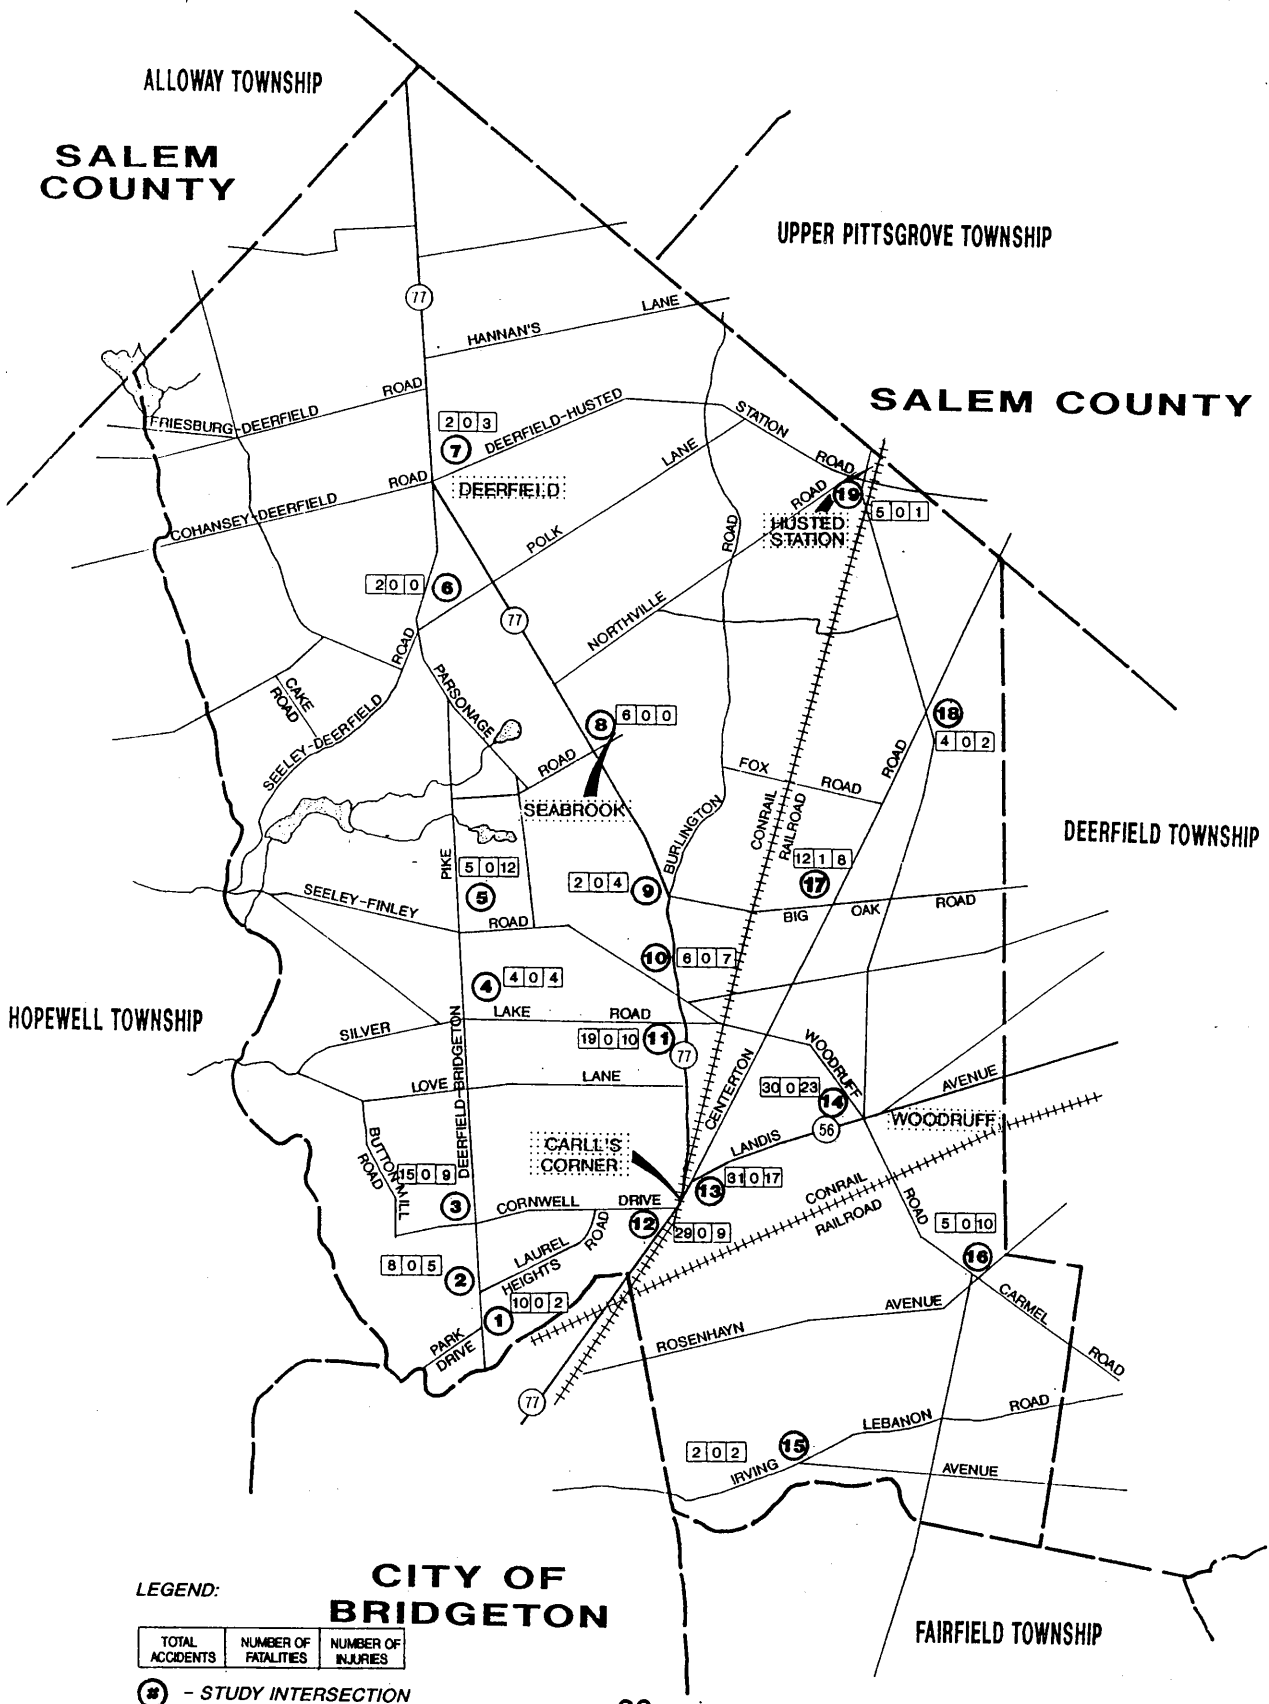 ALLOWAY TOWNSHIP
SALEM
COUNTY
UPPER PITTSGROVE TOWNSHIP
77
HANNAN'S LANE
SALEM COUNTY
FRIESBURG-DEERFIELD ROAD
2 0 3
7
DEERFIELD-HUSTED STATION ROAD
COHANSEY-DEERFIELD ROAD
DEERFIELD
POLK LANE
ROAD
19
5 0 1
HUSTED
STATION
2 0 0
6
77
NORTHVILLE
ROAD
ROAD
PARSONAGE
CAKE
ROAD
SEELEY-DEERFIELD
8
6 0 0
18
4 0 2
ROAD
ROAD
FOX ROAD
SEABROOK
BURLINGTON
CONRAIL
RAILROAD
DEERFIELD TOWNSHIP
PIKE
5 0 12
5
2 0 4
9
12 1 8
17
SEELEY-FINLEY ROAD
BIG OAK ROAD
10
6 0 7
4
4 0 4
HOPEWELL TOWNSHIP
SILVER LAKE ROAD
19 0 10
11
77
WOODRUFF
DEERFIELD-BRIDGETON
LOVE LANE
CENTERTON
30 0 23
14
AVENUE
56
WOODRUFF
LANDIS
CARLL'S
CORNER
BUTTON MILL
ROAD
15 0 9
3
31 0 17
13
CORNWELL DRIVE
12
29 0 9
CONRAIL
RAILROAD
ROAD
5 0 10
16
LAUREL
HEIGHTS
ROAD
8 0 5
2
10 0 2
1
PARK
DRIVE
ROSENHAYN AVENUE
CARMEL
ROAD
77
LEBANON ROAD
2 0 2
15
IRVING AVENUE
CITY OF
BRIDGETON
FAIRFIELD TOWNSHIP
LEGEND:
TOTAL
ACCIDENTS
NUMBER OF
FATALITIES
NUMBER OF
INJURIES
# - STUDY INTERSECTION